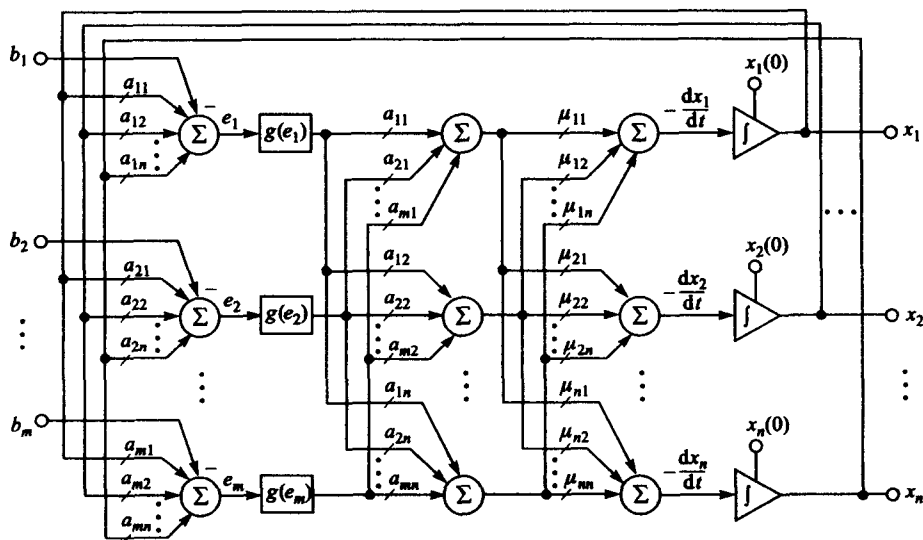 x₁(0)
b₁
a₁₁
a₁₂
a₁ₙ
−
Σ
e₁
g(e₁)
a₁₁
a₂₁
aₘ₁
Σ
μ₁₁
μ₁₂
μ₁ₙ
Σ
− dx₁/dt
∫
x₁
x₂(0)
b₂
a₂₁
a₂₂
a₂ₙ
−
Σ
e₂
g(e₂)
a₁₂
a₂₂
aₘ₂
Σ
μ₂₁
μ₂₂
μ₂ₙ
Σ
− dx₂/dt
∫
x₂
xₙ(0)
bₘ
aₘ₁
aₘ₂
aₘₙ
−
Σ
eₘ
g(eₘ)
a₁ₙ
a₂ₙ
aₘₙ
Σ
μₙ₁
μₙ₂
μₙₙ
Σ
− dxₙ/dt
∫
xₙ